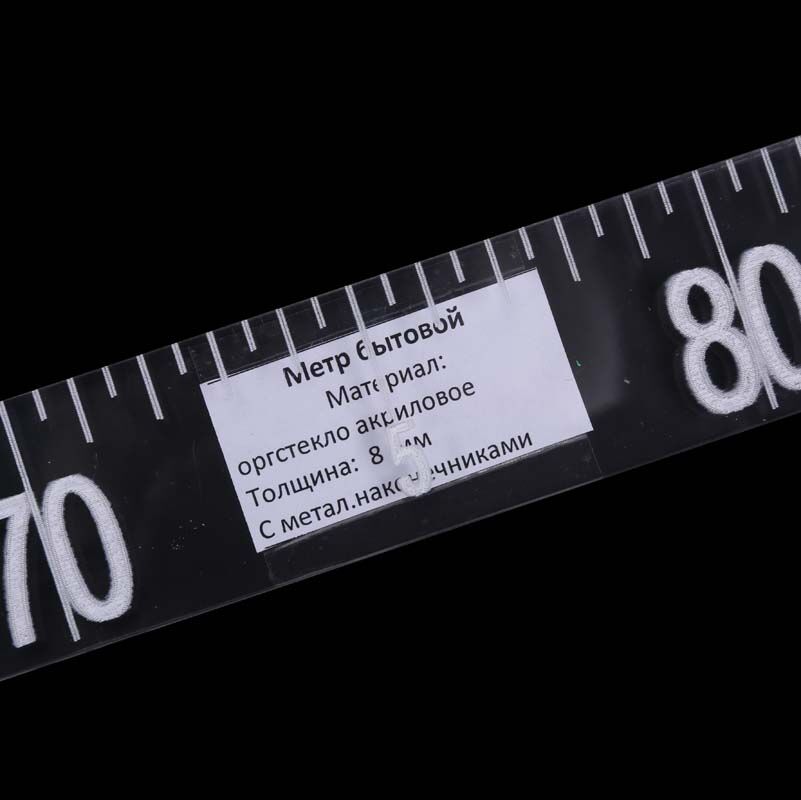 70
Метр бытовой
Материал:
оргстекло акриловое
Толщина: 8 мм
С метал.наконечниками
5
80